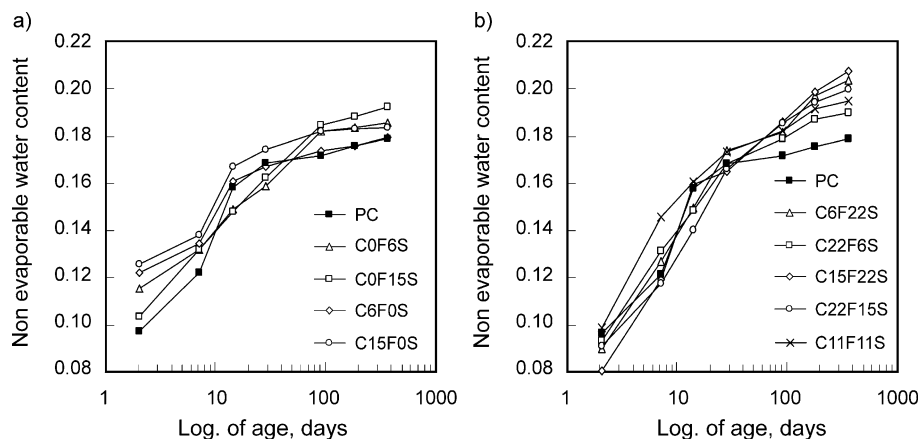 a)
Non evaporable water content
0.22
0.20
0.18
0.16
0.14
0.12
0.10
0.08
1 10 100 1000
Log. of age, days
PC
C0F6S
C0F15S
C6F0S
C15F0S
b)
Non evaporable water content
0.22
0.20
0.18
0.16
0.14
0.12
0.10
0.08
1 10 100 1000
Log. of age, days
PC
C6F22S
C22F6S
C15F22S
C22F15S
C11F11S